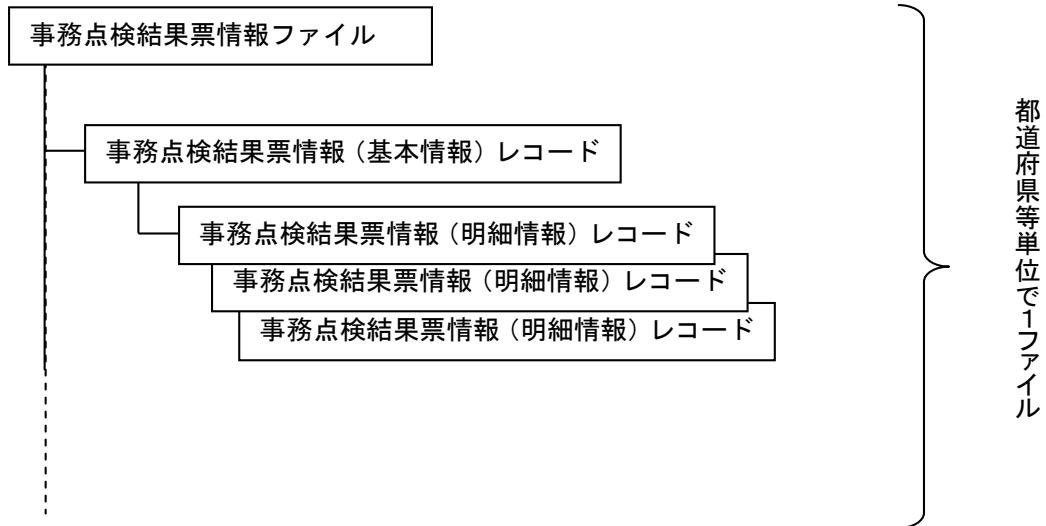 事務点検結果票情報ファイル
事務点検結果票情報（基本情報）レコード
事務点検結果票情報（明細情報）レコード
事務点検結果票情報（明細情報）レコード
事務点検結果票情報（明細情報）レコード
都道府県等単位で1ファイル